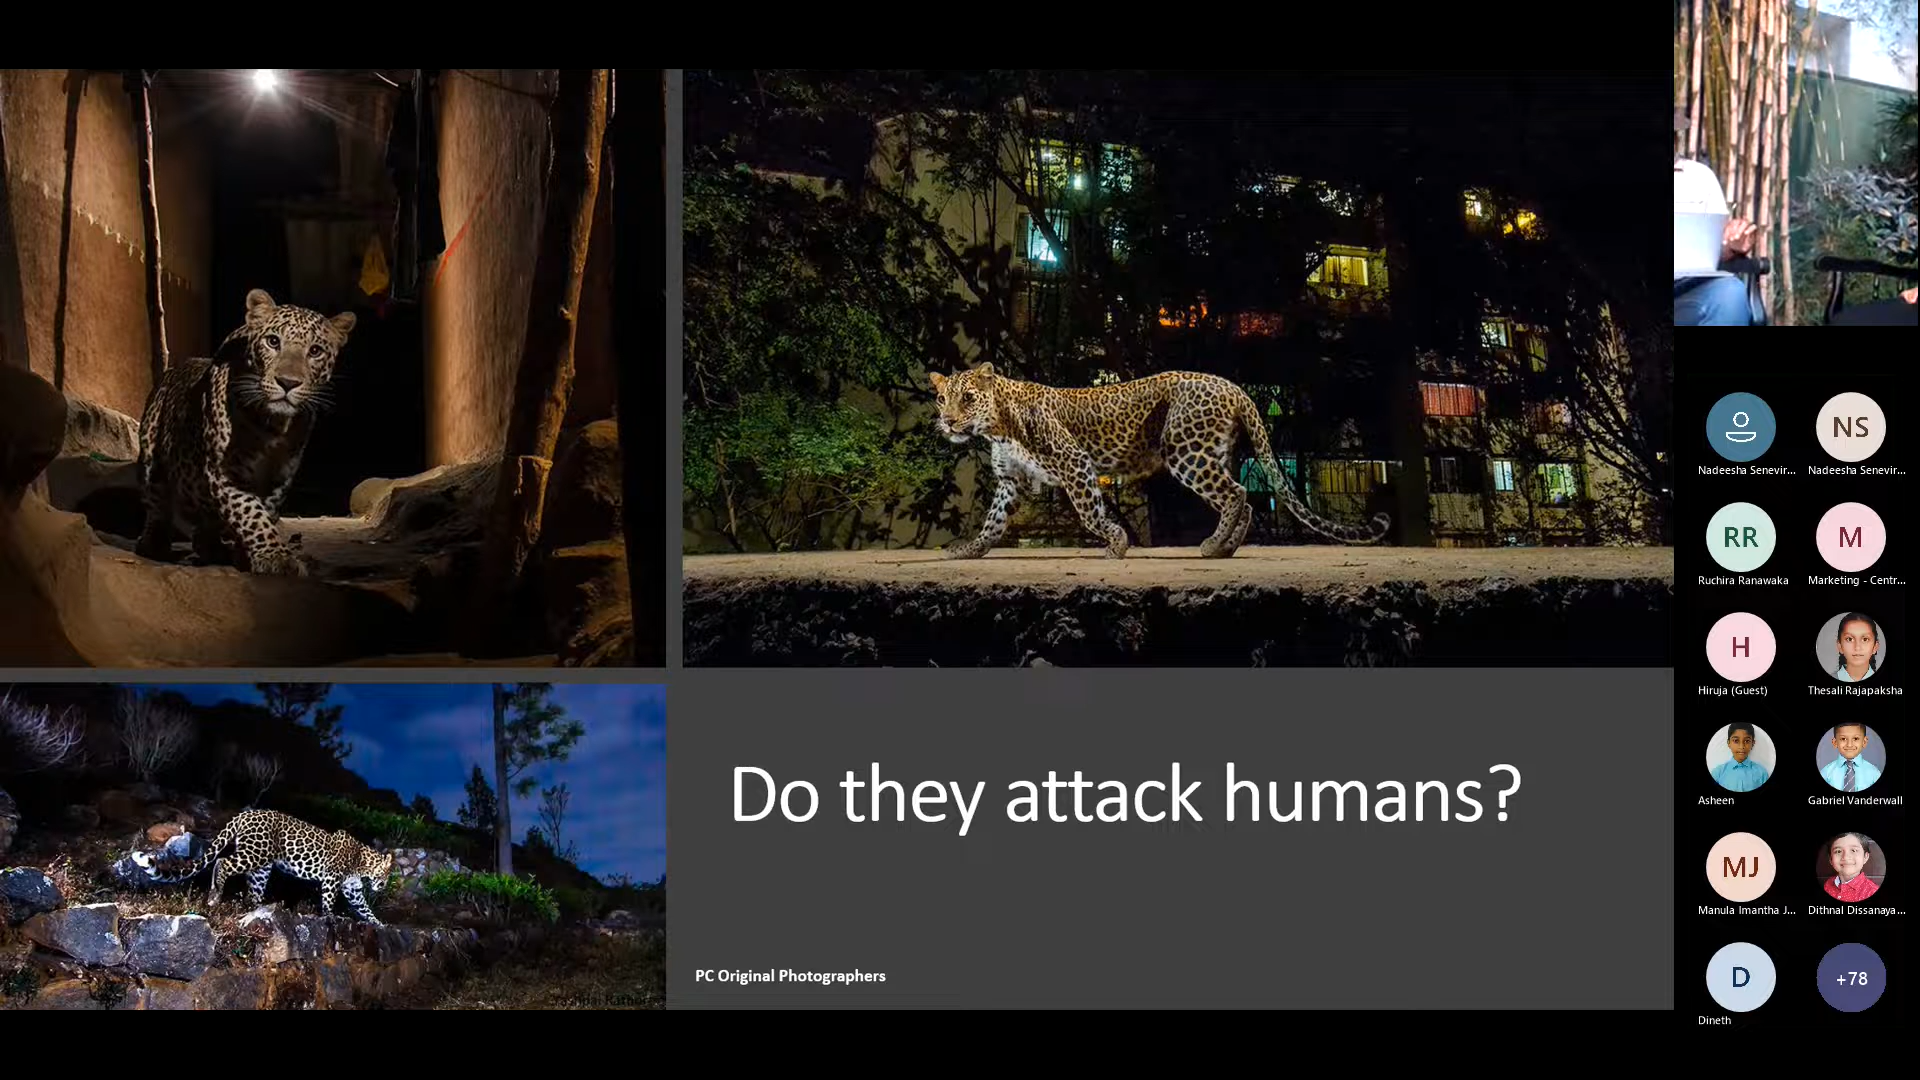 Do they attack humans?
PC Original Photographers
Nadeesha Senevir...
NS
Nadeesha Senevir...
RR
Ruchira Ranawaka
M
Marketing - Centr...
H
Hiruja (Guest)
Thesali Rajapaksha
Asheen
Gabriel Vanderwall
MJ
Manula Imantha J...
Dithnal Dissanaya...
D
Dineth
+78